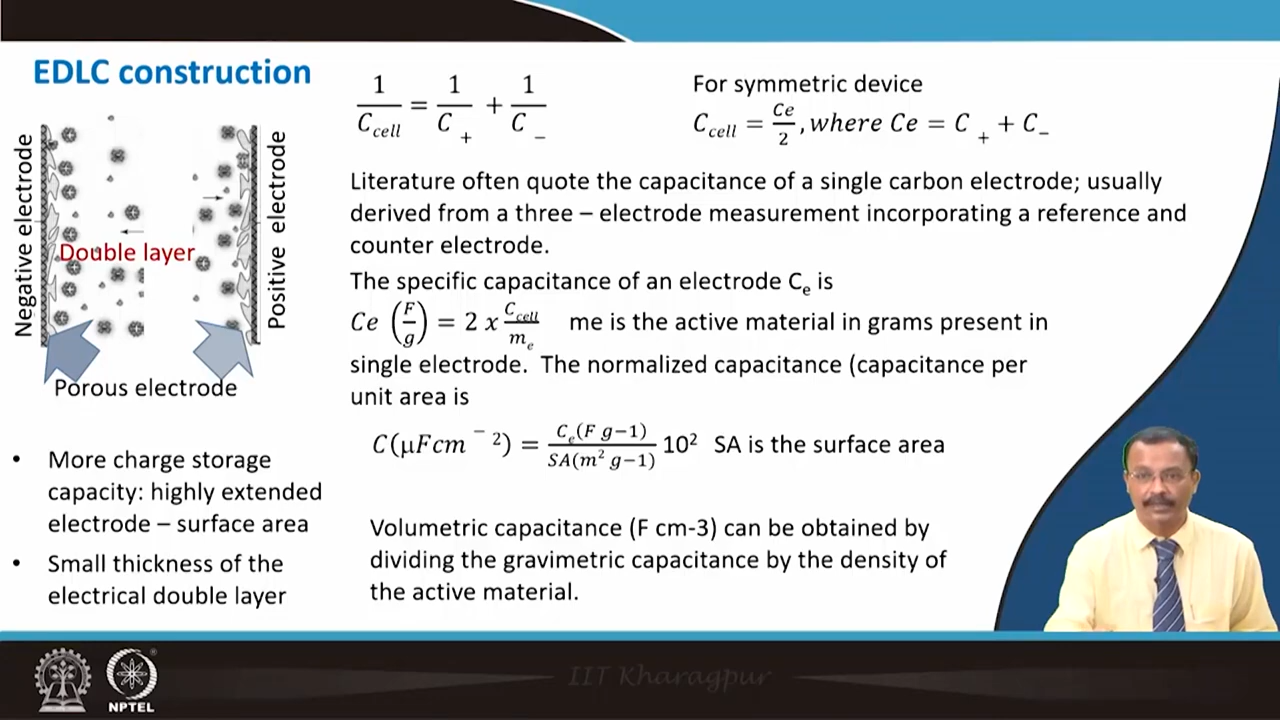 EDLC construction
Negative electrode
Double layer
Positive electrode
Porous electrode
• More charge storage
capacity: highly extended
electrode – surface area
• Small thickness of the
electrical double layer
1/C_cell = 1/C_+ + 1/C_-
For symmetric device
C_cell = Ce/2, where Ce = C_+ + C_-
Literature often quote the capacitance of a single carbon electrode; usually
derived from a three – electrode measurement incorporating a reference and
counter electrode.
The specific capacitance of an electrode Cₑ is
Ce (F/g) = 2 x C_cell/m_e me is the active material in grams present in
single electrode. The normalized capacitance (capacitance per
unit area is
C(µFcm⁻²) = Cₑ(F g−1)/SA(m² g−1) 10² SA is the surface area
Volumetric capacitance (F cm-3) can be obtained by
dividing the gravimetric capacitance by the density of
the active material.
NPTEL
IIT Kharagpur